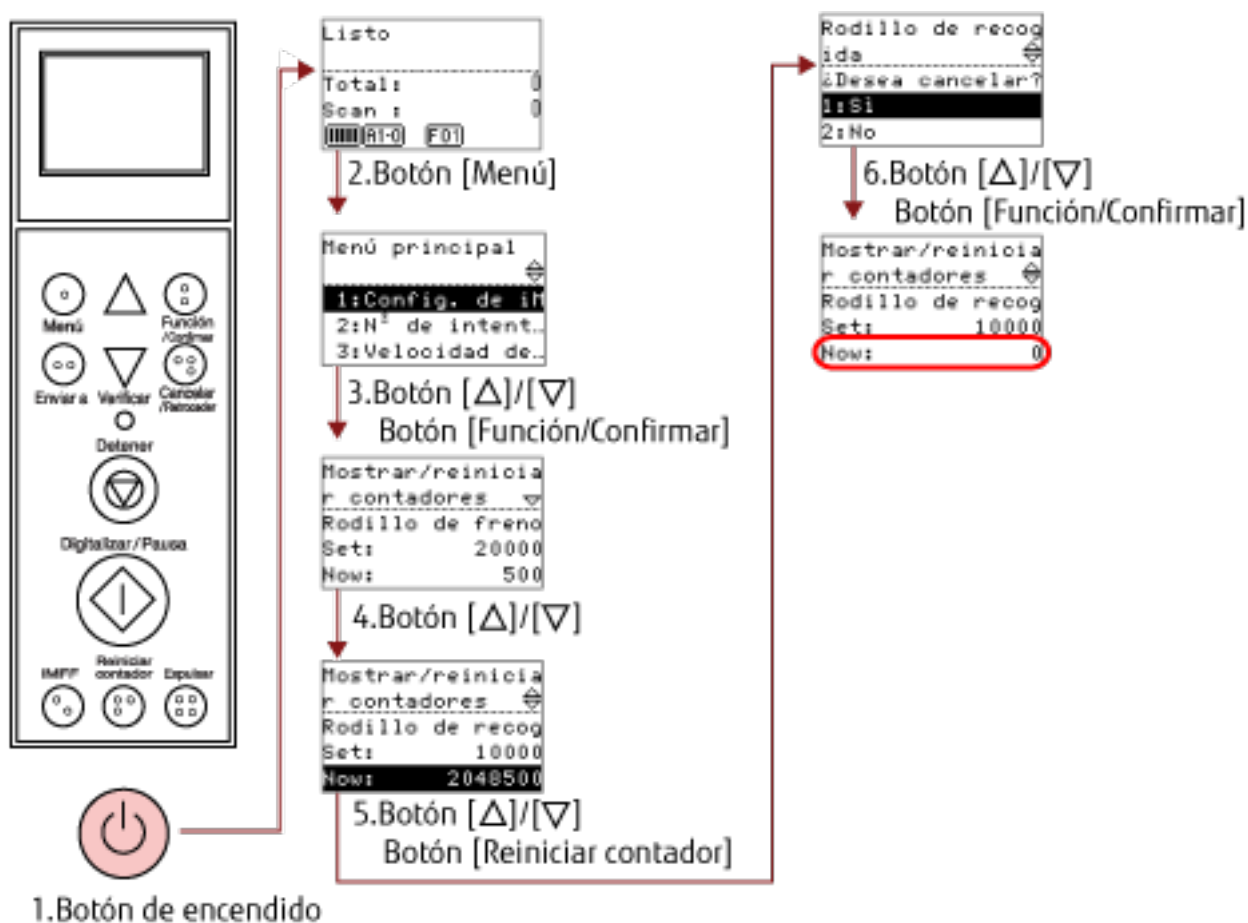 Menú
Función
/Confirmar
Enviar a
Verificar
Cancelar
/Retroceder
Detener
Digitalizar/Pausa
IMFF
Reiniciar
contador
Expulsar
1.Botón de encendido
Listo
Total: 0
Scan : 0
A1-0 F01
2.Botón [Menú]
Menú principal
1:Config. de iM
2:Nº de intent..
3:Velocidad de..
3.Botón [△]/[▽]
Botón [Función/Confirmar]
Mostrar/reinicia
r contadores
Rodillo de freno
Set: 20000
Now: 500
4.Botón [△]/[▽]
Mostrar/reinicia
r contadores
Rodillo de recog
Set: 10000
Now: 2048500
5.Botón [△]/[▽]
Botón [Reiniciar contador]
Rodillo de recog
ida
¿Desea cancelar?
1:Sì
2:No
6.Botón [△]/[▽]
Botón [Función/Confirmar]
Mostrar/reinicia
r contadores
Rodillo de recog
Set: 10000
Now: 0